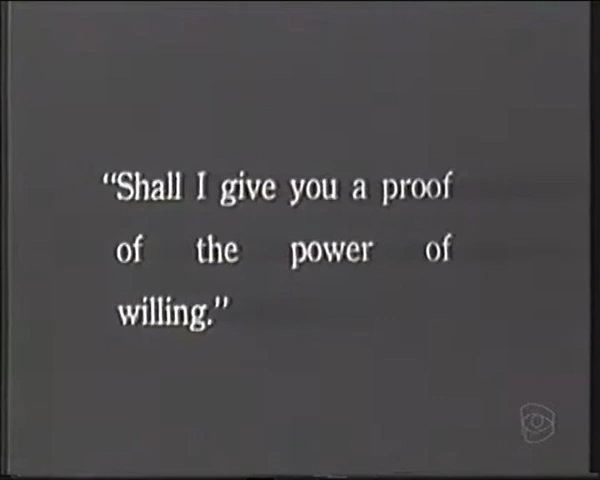 “Shall I give you a proof
of the power of
willing.”